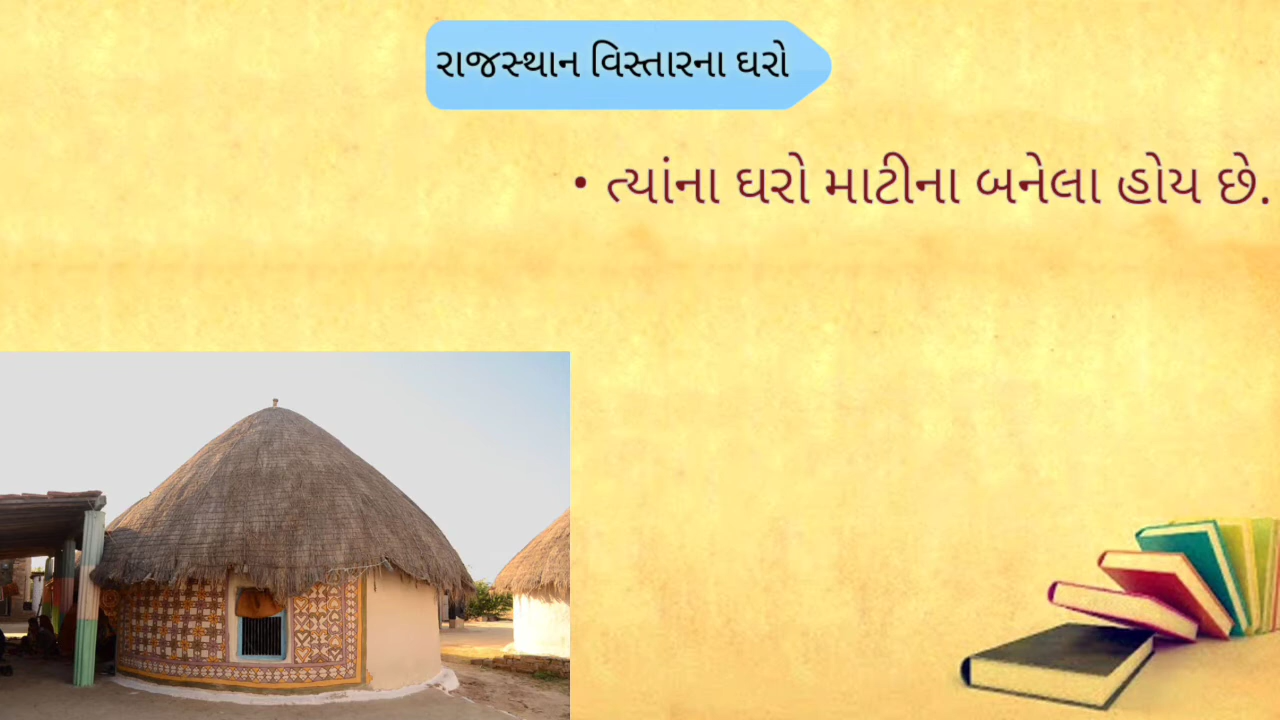 રાજસ્થાન વિસ્તારના ઘરો
• ત્યાંના ઘરો માટીના બનેલા હોય છે.